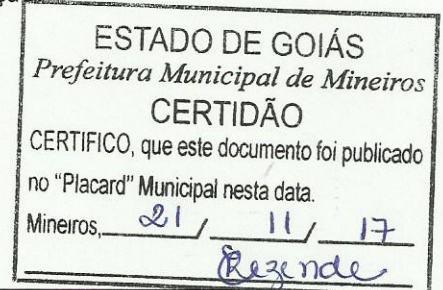 ESTADO DE GOIÁS
Prefeitura Municipal de Mineiros
CERTIDÃO
CERTIFICO, que este documento foi publicado
no "Placard" Municipal nesta data.
Mineiros, 21 / 11 / 17
Rezende